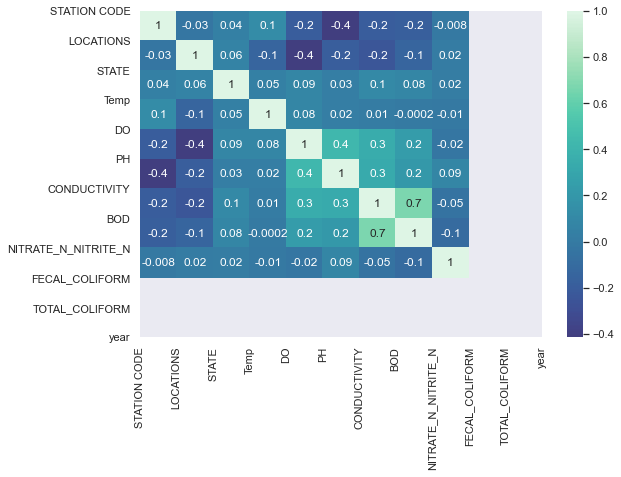 STATION CODE 1 -0.03 0.04 0.1 -0.2 -0.4 -0.2 -0.2 -0.008
LOCATIONS -0.03 1 0.06 -0.1 -0.4 -0.2 -0.2 -0.1 0.02
STATE 0.04 0.06 1 0.05 0.09 0.03 0.1 0.08 0.02
Temp 0.1 -0.1 0.05 1 0.08 0.02 0.01 -0.0002 -0.01
DO -0.2 -0.4 0.09 0.08 1 0.4 0.3 0.2 -0.02
PH -0.4 -0.2 0.03 0.02 0.4 1 0.3 0.2 0.09
CONDUCTIVITY -0.2 -0.2 0.1 0.01 0.3 0.3 1 0.7 -0.05
BOD -0.2 -0.1 0.08 -0.0002 0.2 0.2 0.7 1 -0.1
NITRATE_N_NITRITE_N -0.008 0.02 0.02 -0.01 -0.02 0.09 -0.05 -0.1 1
FECAL_COLIFORM
TOTAL_COLIFORM
year
STATION CODE
LOCATIONS
STATE
Temp
DO
PH
CONDUCTIVITY
BOD
NITRATE_N_NITRITE_N
FECAL_COLIFORM
TOTAL_COLIFORM
year
1.0
0.8
0.6
0.4
0.2
0.0
−0.2
−0.4